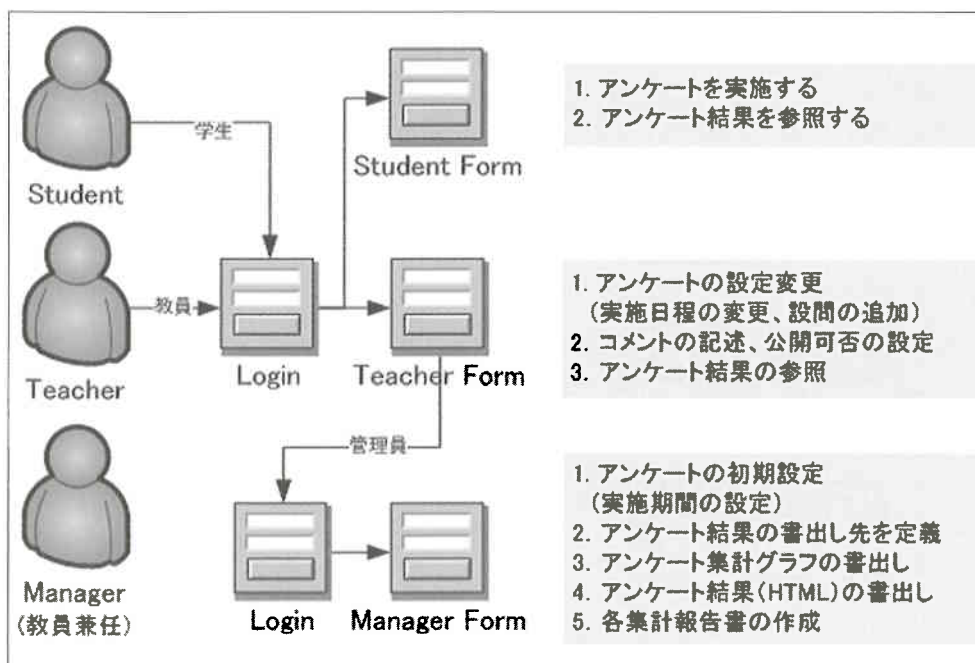 学生
Student
Student Form
1. アンケートを実施する
2. アンケート結果を参照する
教員
Teacher
Login
Teacher Form
1. アンケートの設定変更
(実施日程の変更、設問の追加)
2. コメントの記述、公開可否の設定
3. アンケート結果の参照
管理員
Manager
(教員兼任)
Login
Manager Form
1. アンケートの初期設定
(実施期間の設定)
2. アンケート結果の書出し先を定義
3. アンケート集計グラフの書出し
4. アンケート結果(HTML)の書出し
5. 各集計報告書の作成